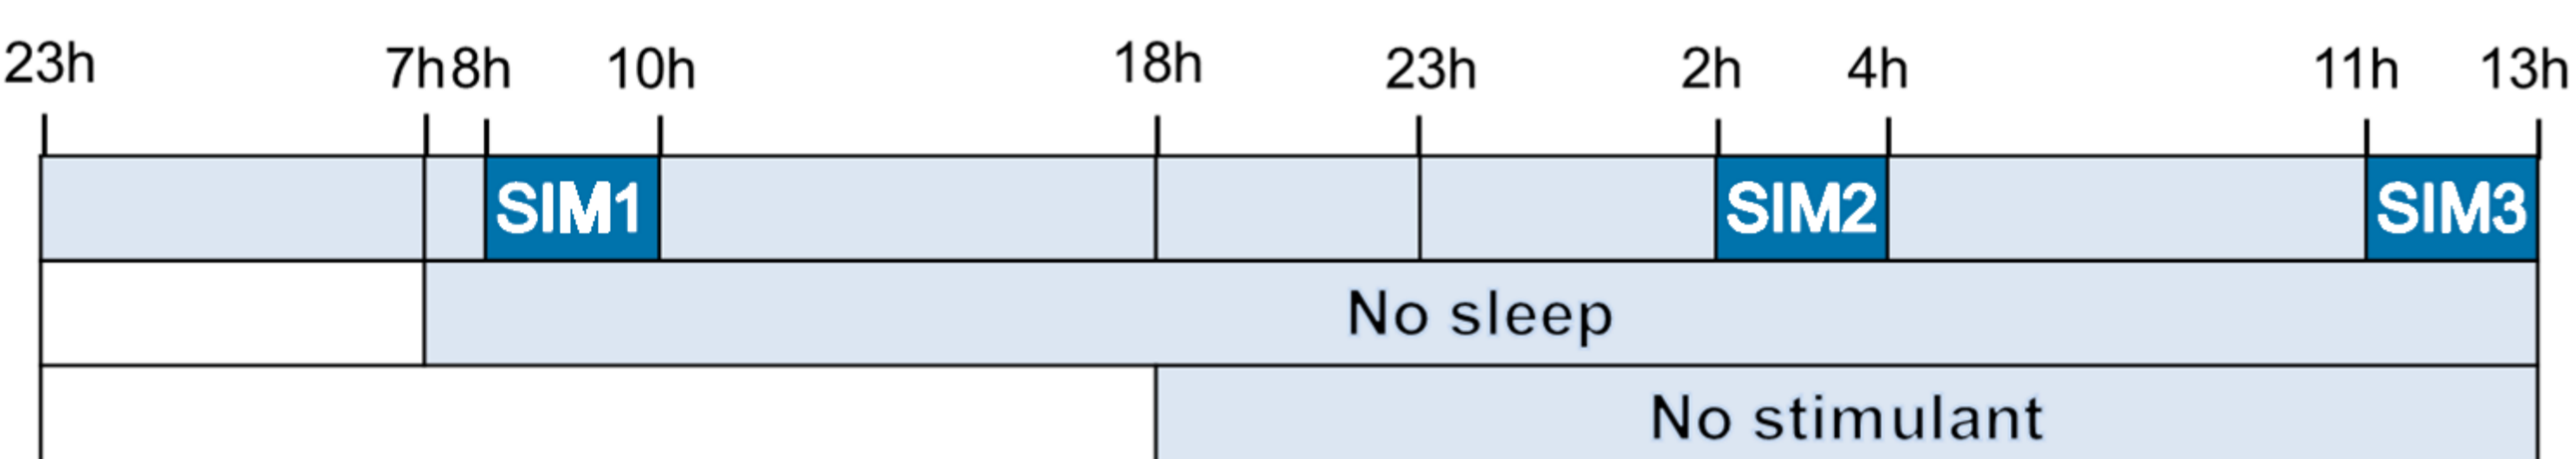 23h 7h 8h 10h 18h 23h 2h 4h 11h 13h
SIM1 SIM2 SIM3
No sleep
No stimulant